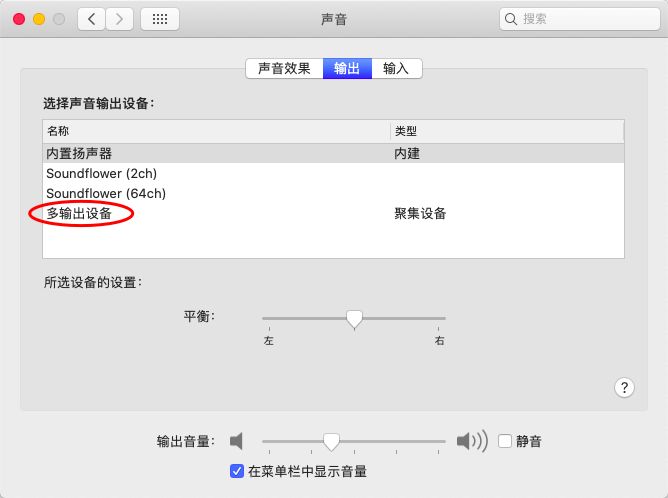 声音
搜索
声音效果 输出 输入
选择声音输出设备：
名称 类型
内置扬声器 内建
Soundflower (2ch)
Soundflower (64ch)
多输出设备 聚集设备
所选设备的设置：
平衡：
左 右
?
输出音量： 静音
在菜单栏中显示音量